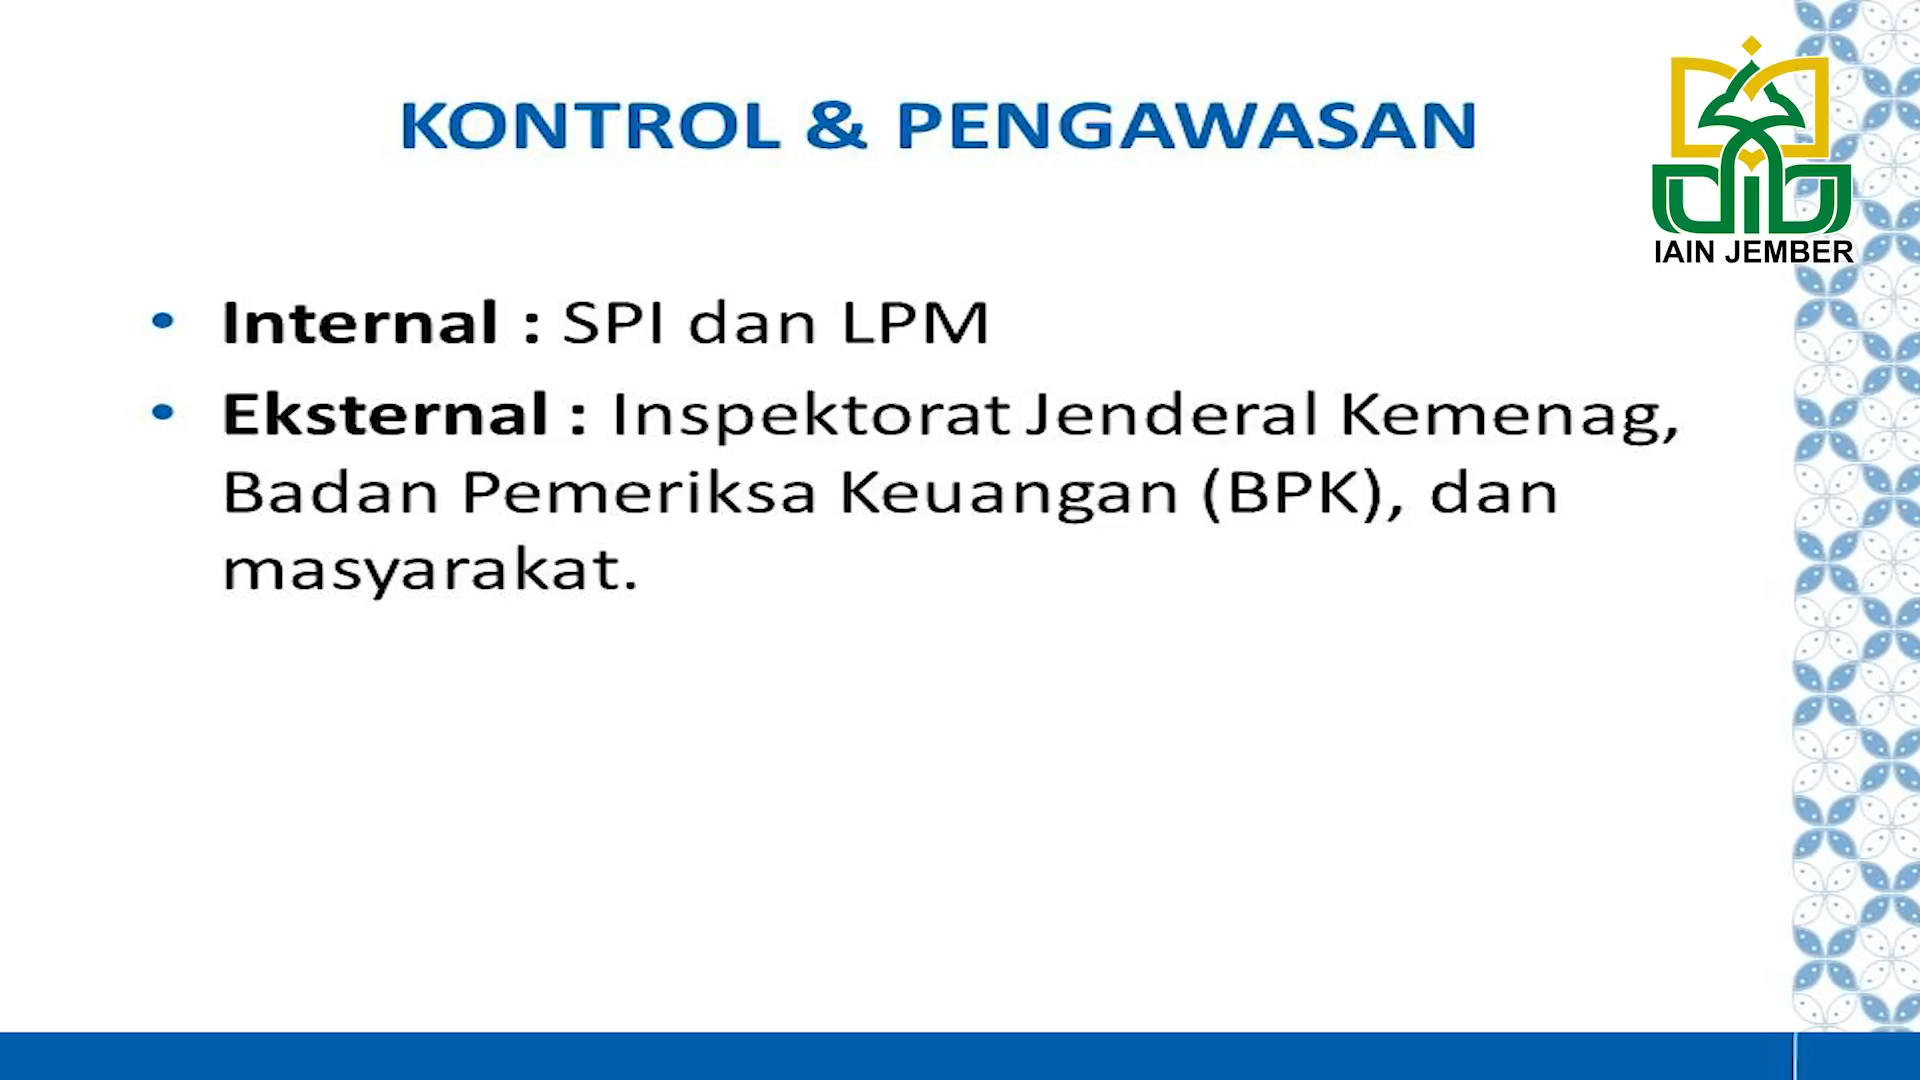 KONTROL & PENGAWASAN
IAIN JEMBER
• Internal : SPI dan LPM
• Eksternal : Inspektorat Jenderal Kemenag,
Badan Pemeriksa Keuangan (BPK), dan
masyarakat.